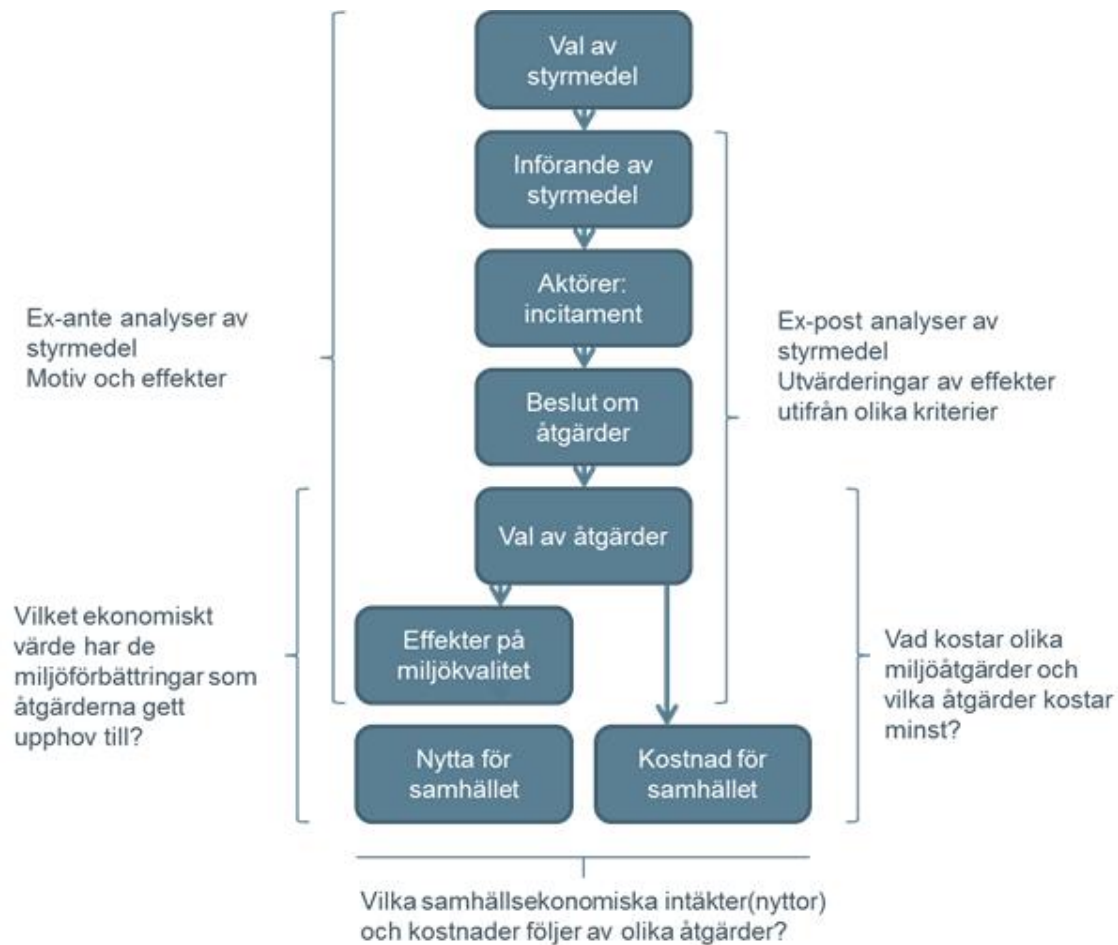 Val av
styrmedel
Införande av
styrmedel
Aktörer:
incitament
Ex-ante analyser av
styrmedel
Motiv och effekter
Ex-post analyser av
styrmedel
Utvärderingar av effekter
utifrån olika kriterier
Beslut om
åtgärder
Val av åtgärder
Vilket ekonomiskt
värde har de
miljöförbättringar som
åtgärderna gett
upphov till?
Effekter på
miljökvalitet
Vad kostar olika
miljöåtgärder och
vilka åtgärder kostar
minst?
Nytta för
samhället
Kostnad för
samhället
Vilka samhällsekonomiska intäkter(nyttor)
och kostnader följer av olika åtgärder?